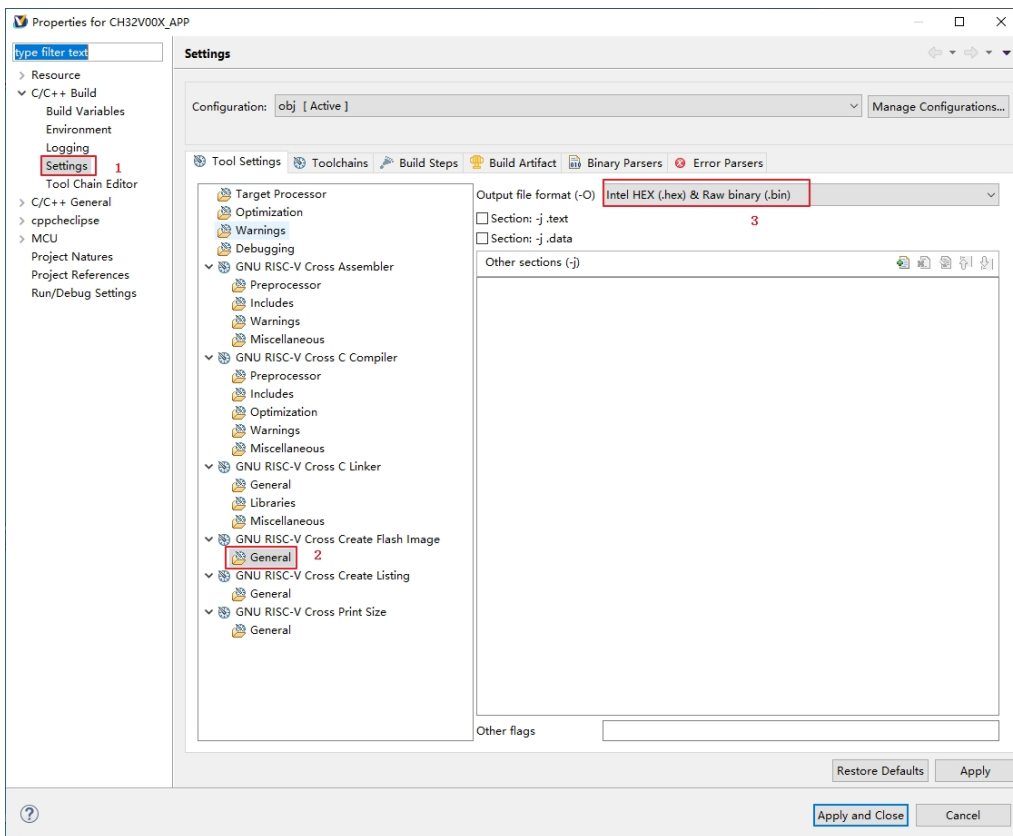 Properties for CH32V00X_APP
type filter text
Resource
C/C++ Build
Build Variables
Environment
Logging
Settings 1
Tool Chain Editor
C/C++ General
cppcheclipse
MCU
Project Natures
Project References
Run/Debug Settings
Settings
Configuration: obj [ Active ] Manage Configurations...
Tool Settings Toolchains Build Steps Build Artifact Binary Parsers Error Parsers
Target Processor
Optimization
Warnings
Debugging
GNU RISC-V Cross Assembler
Preprocessor
Includes
Warnings
Miscellaneous
GNU RISC-V Cross C Compiler
Preprocessor
Includes
Optimization
Warnings
Miscellaneous
GNU RISC-V Cross C Linker
General
Libraries
Miscellaneous
GNU RISC-V Cross Create Flash Image
General 2
GNU RISC-V Cross Create Listing
General
GNU RISC-V Cross Print Size
General
Output file format (-O) Intel HEX (.hex) & Raw binary (.bin)
3
Section: -j .text
Section: -j .data
Other sections (-j)
Other flags
Restore Defaults Apply
? Apply and Close Cancel